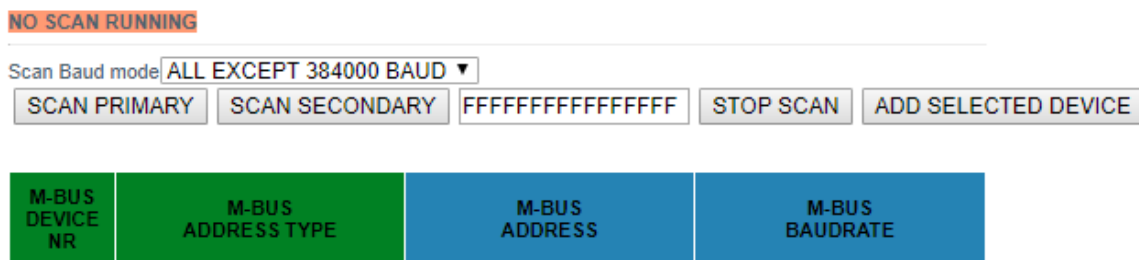 NO SCAN RUNNING
Scan Baud mode ALL EXCEPT 384000 BAUD ▼
SCAN PRIMARY SCAN SECONDARY FFFFFFFFFFFFFFFF STOP SCAN ADD SELECTED DEVICE
M-BUS DEVICE NR M-BUS ADDRESS TYPE M-BUS ADDRESS M-BUS BAUDRATE